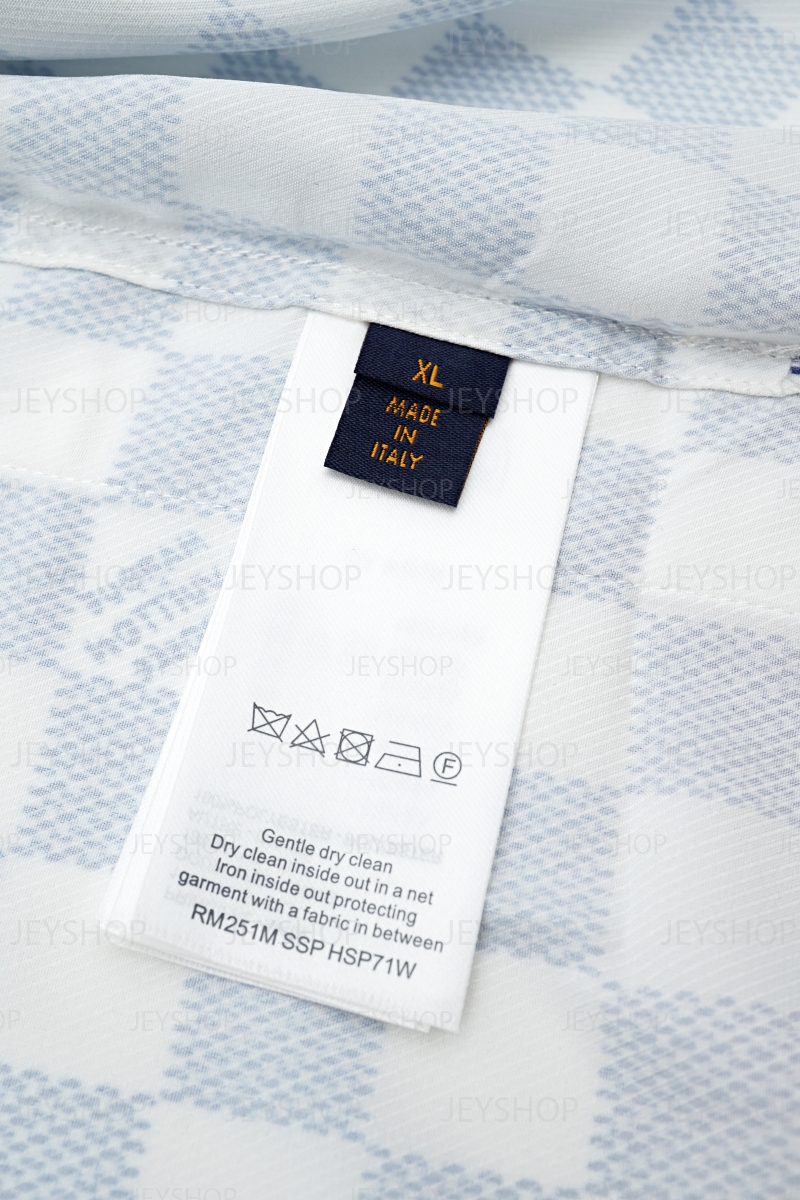 XL
MADE
IN
ITALY
F
Gentle dry clean
Dry clean inside out in a net
Iron inside out protecting
garment with a fabric in between
RM251M SSP HSP71W
JEYSHOP